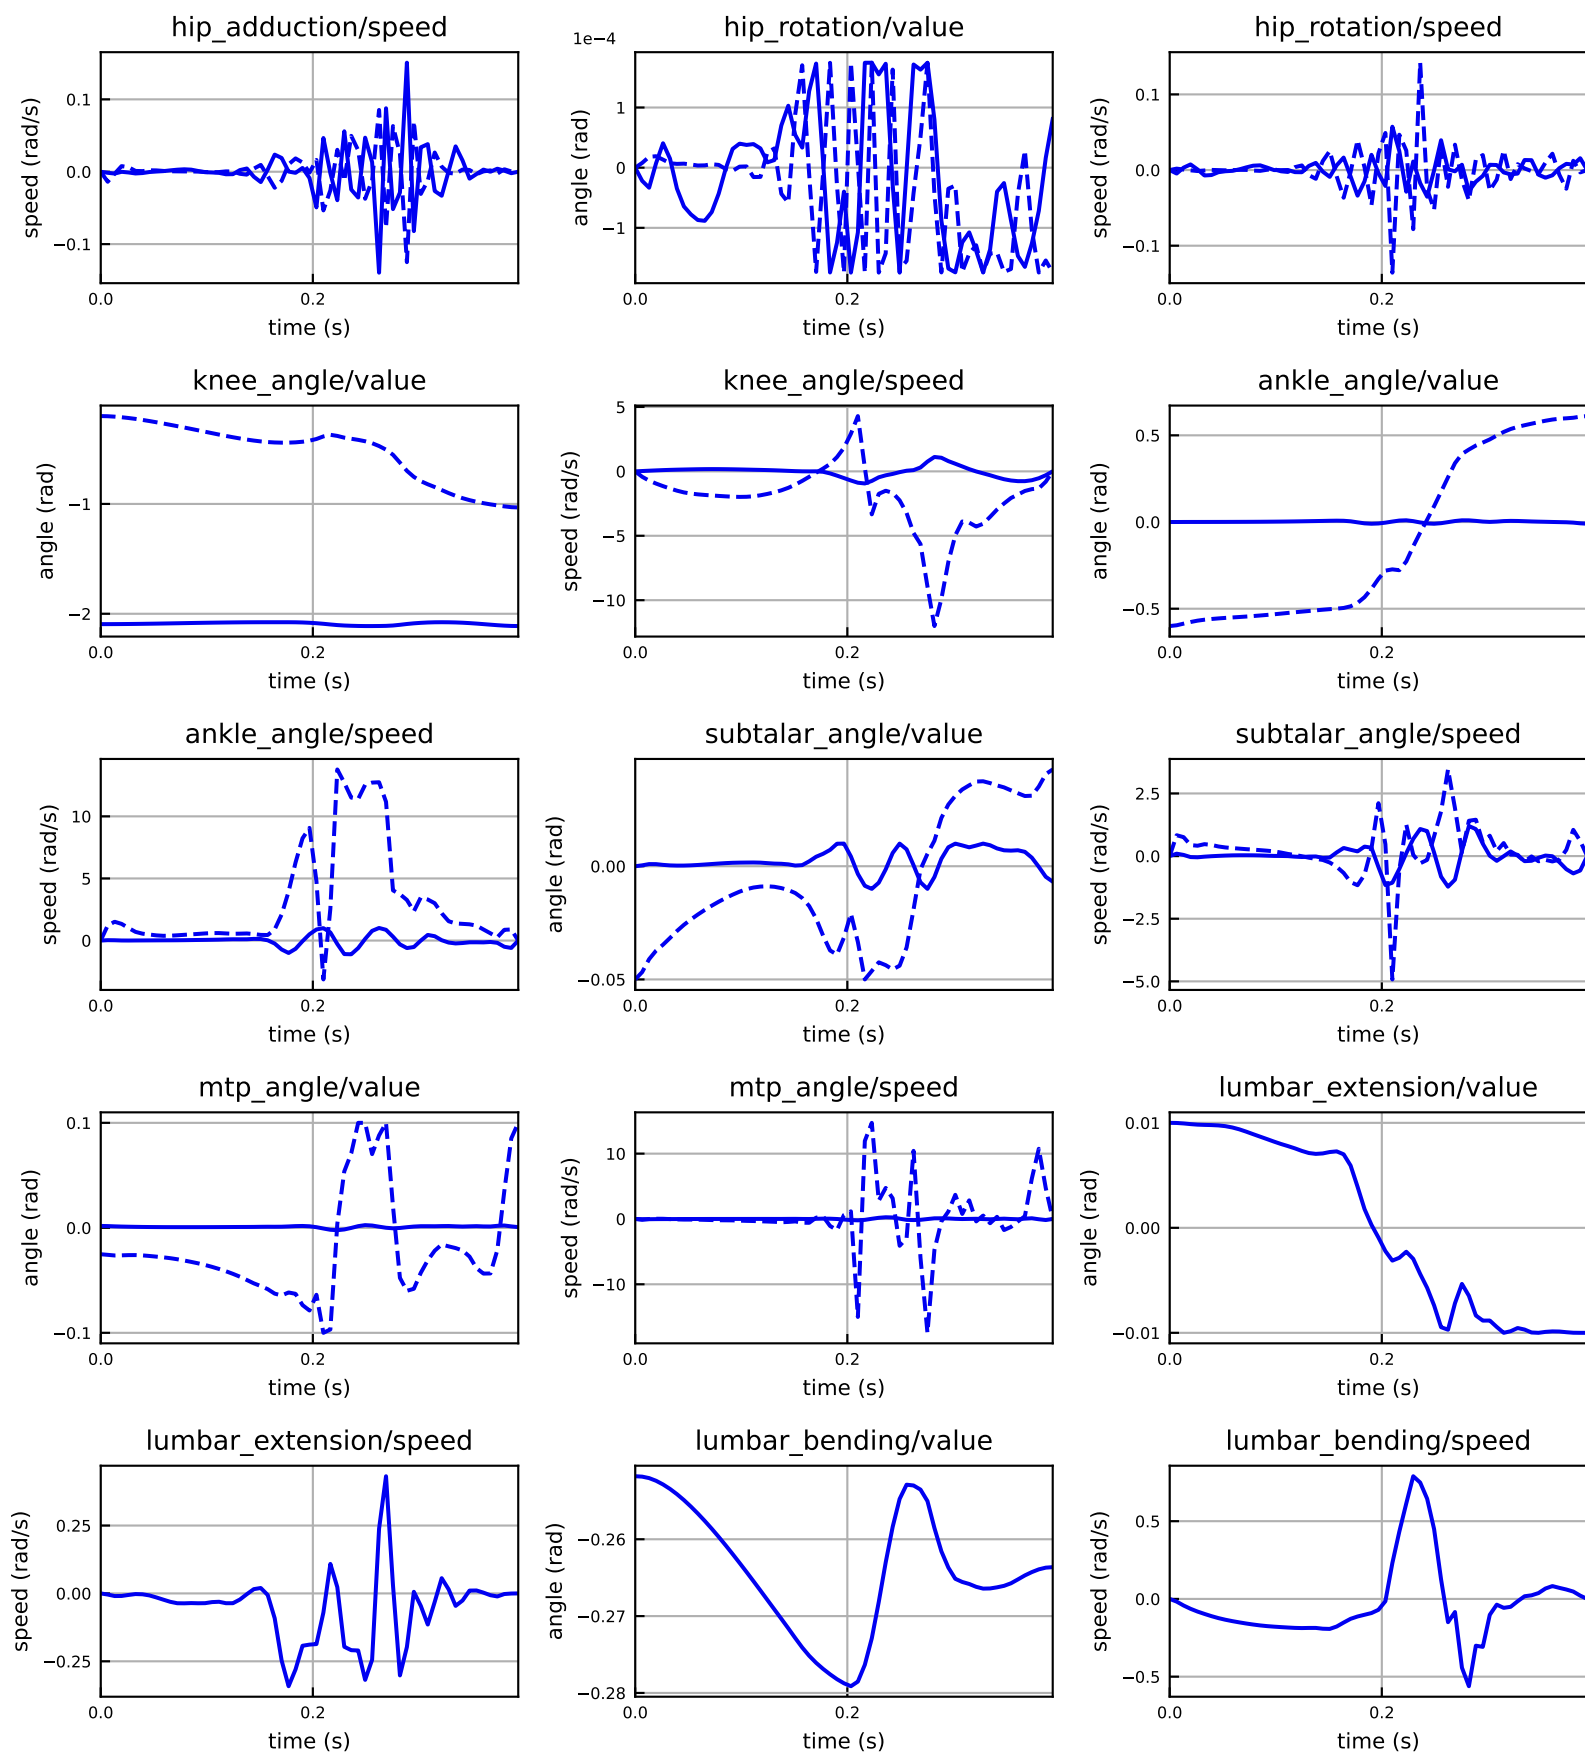 hip_adduction/speed
speed (rad/s)
0.1
0.0
−0.1
0.0
0.2
time (s)
hip_rotation/value
1e−4
angle (rad)
1
0
−1
0.0
0.2
time (s)
hip_rotation/speed
speed (rad/s)
0.1
0.0
−0.1
0.0
0.2
time (s)
knee_angle/value
angle (rad)
−1
−2
0.0
0.2
time (s)
knee_angle/speed
speed (rad/s)
5
0
−5
−10
0.0
0.2
time (s)
ankle_angle/value
angle (rad)
0.5
0.0
−0.5
0.0
0.2
time (s)
ankle_angle/speed
speed (rad/s)
10
5
0
0.0
0.2
time (s)
subtalar_angle/value
angle (rad)
0.00
−0.05
0.0
0.2
time (s)
subtalar_angle/speed
speed (rad/s)
2.5
0.0
−2.5
−5.0
0.0
0.2
time (s)
mtp_angle/value
angle (rad)
0.1
0.0
−0.1
0.0
0.2
time (s)
mtp_angle/speed
speed (rad/s)
10
0
−10
0.0
0.2
time (s)
lumbar_extension/value
angle (rad)
0.01
0.00
−0.01
0.0
0.2
time (s)
lumbar_extension/speed
speed (rad/s)
0.25
0.00
−0.25
0.0
0.2
time (s)
lumbar_bending/value
angle (rad)
−0.26
−0.27
−0.28
0.0
0.2
time (s)
lumbar_bending/speed
speed (rad/s)
0.5
0.0
−0.5
0.0
0.2
time (s)